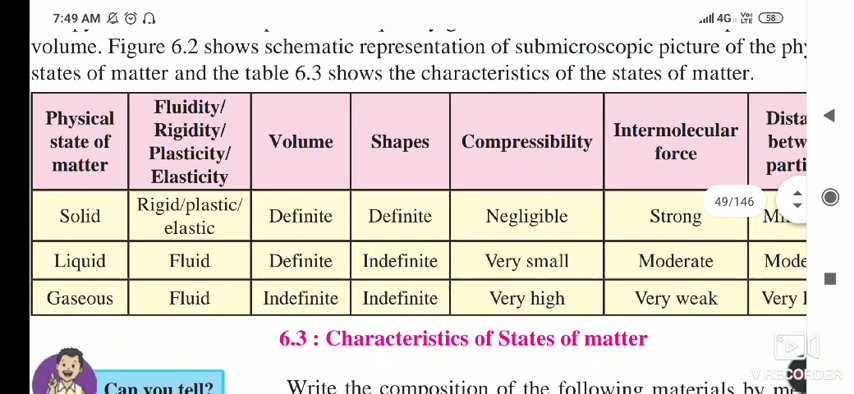 7:49 AM
4G
Vo
LTE
58
volume. Figure 6.2 shows schematic representation of submicroscopic picture of the phy
states of matter and the table 6.3 shows the characteristics of the states of matter.
Physical state of matter Fluidity/ Rigidity/ Plasticity/ Elasticity Volume Shapes Compressibility Intermolecular force Dista betw parti
Solid Rigid/plastic/ elastic Definite Definite Negligible Strong
49/146
Liquid Fluid Definite Indefinite Very small Moderate Mode
Gaseous Fluid Indefinite Indefinite Very high Very weak Very
6.3 : Characteristics of States of matter
Can you tell?
Write the composition of the following materials by me
V RECORDER